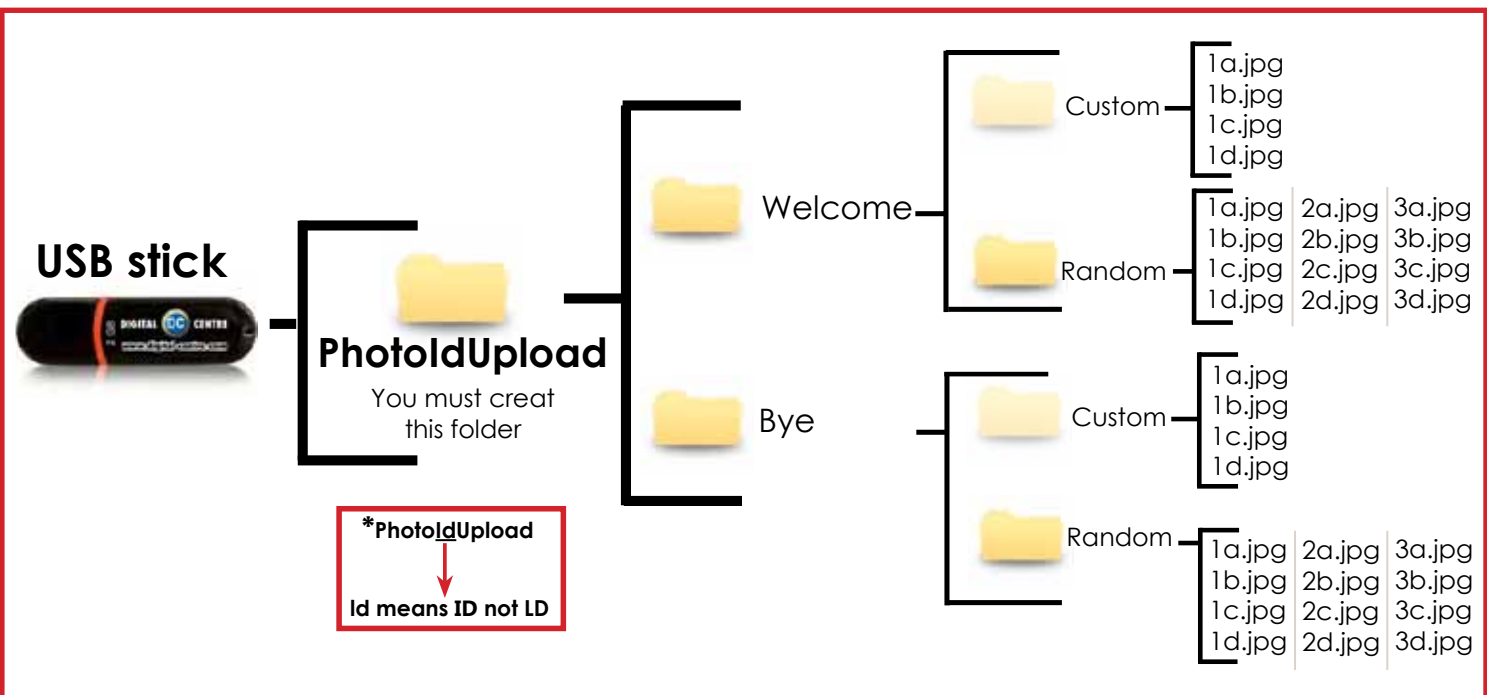 USB stick
DIGITAL DC CENTRE
PhotoIdUpload
You must creat
this folder
*PhotoIdUpload
Id means ID not LD
Welcome
Custom
1a.jpg
1b.jpg
1c.jpg
1d.jpg
Random
1a.jpg 2a.jpg 3a.jpg
1b.jpg 2b.jpg 3b.jpg
1c.jpg 2c.jpg 3c.jpg
1d.jpg 2d.jpg 3d.jpg
Bye
Custom
1a.jpg
1b.jpg
1c.jpg
1d.jpg
Random
1a.jpg 2a.jpg 3a.jpg
1b.jpg 2b.jpg 3b.jpg
1c.jpg 2c.jpg 3c.jpg
1d.jpg 2d.jpg 3d.jpg